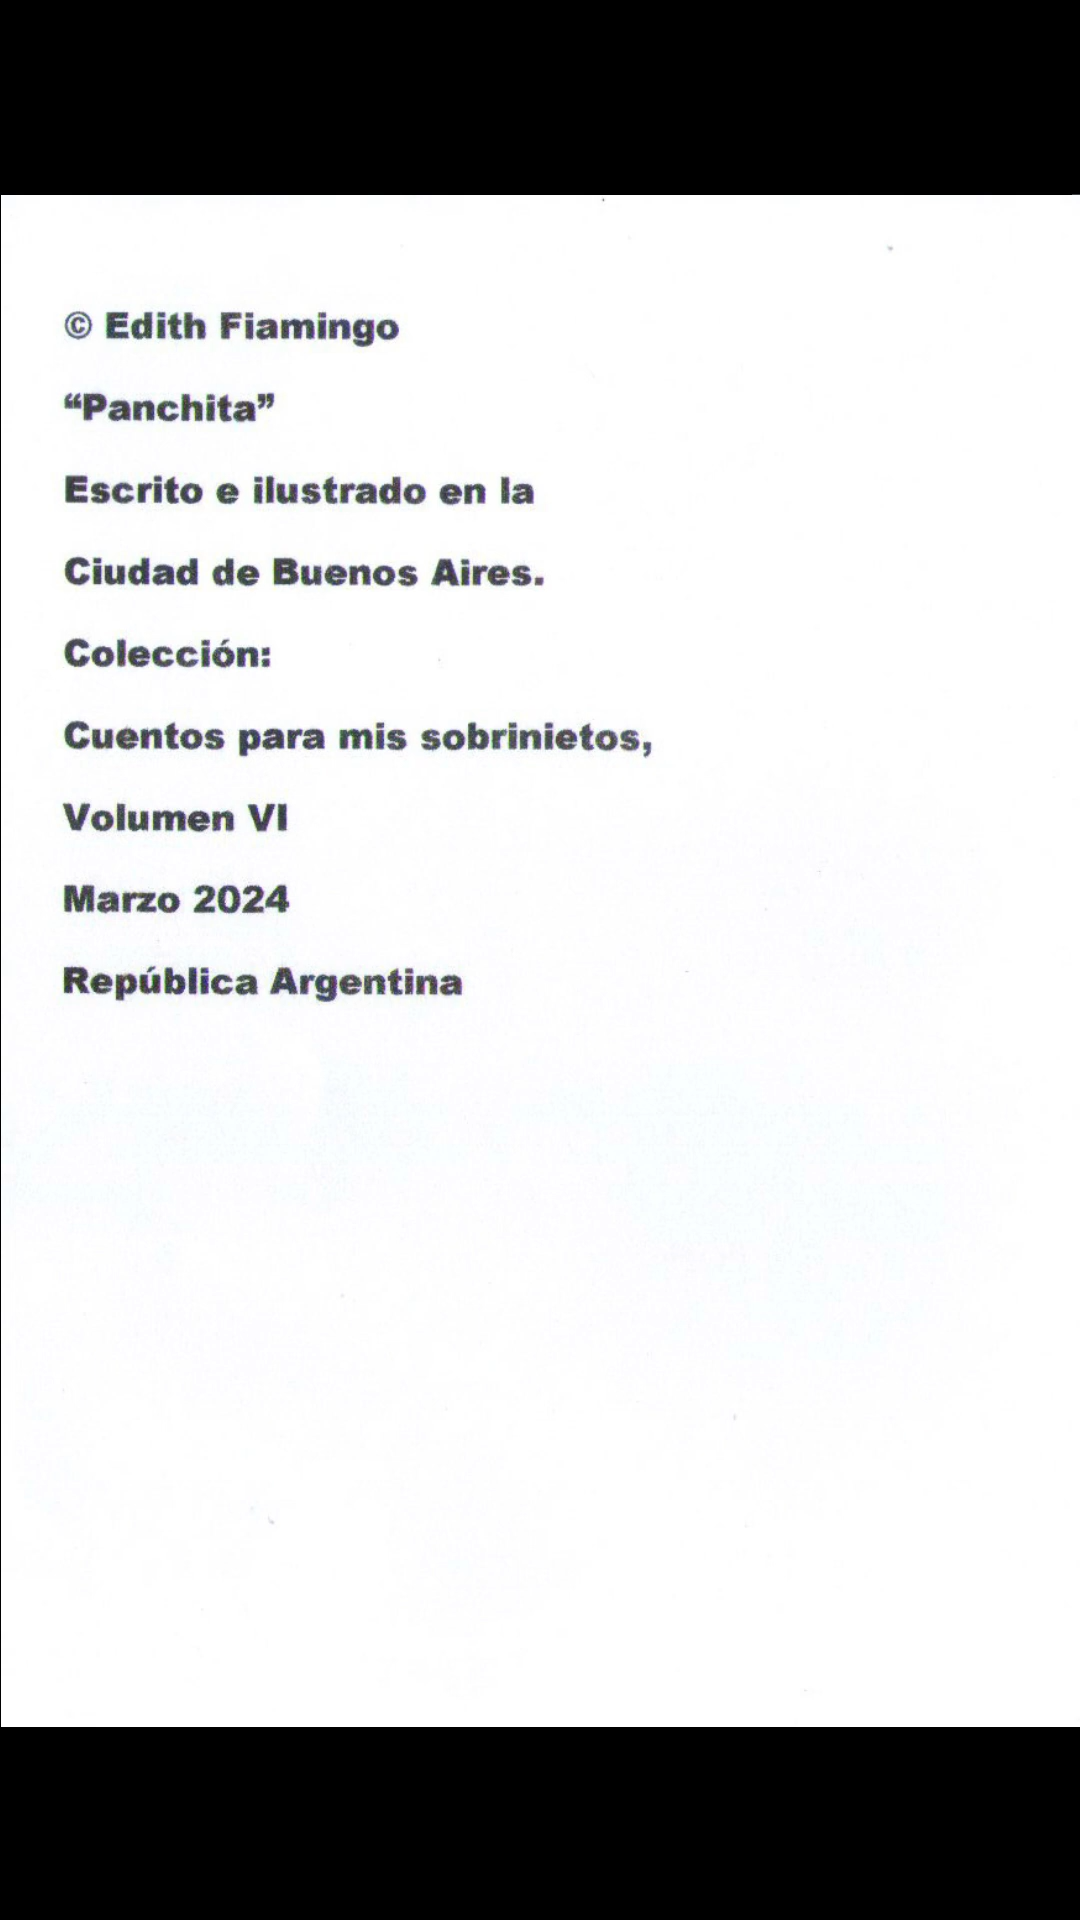 © Edith Fiamingo
“Panchita”
Escrito e ilustrado en la
Ciudad de Buenos Aires.
Colección:
Cuentos para mis sobrinietos,
Volumen VI
Marzo 2024
República Argentina